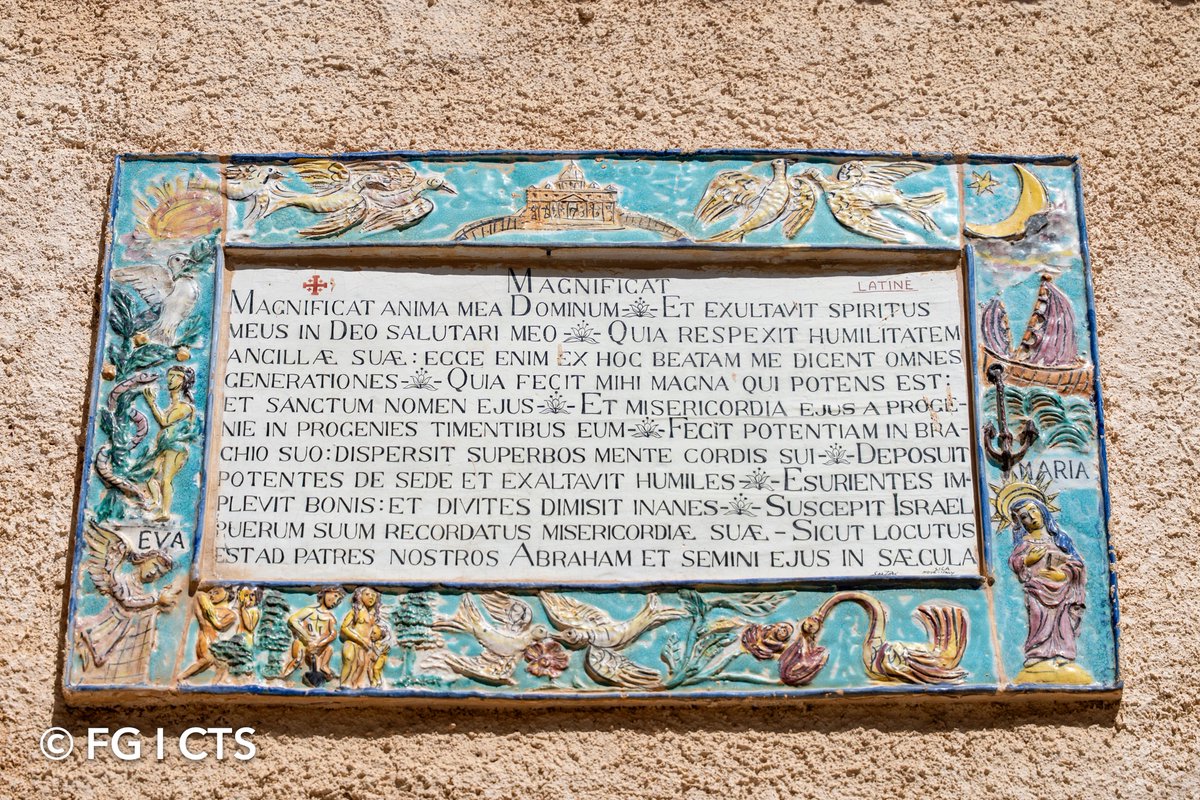 MAGNIFICAT
LATINE
MAGNIFICAT ANIMA MEA DOMINUM - ET EXULTAVIT SPIRITUS
MEUS IN DEO SALUTARI MEO - QUIA RESPEXIT HUMILITATEM
ANCILLÆ SUÆ: ECCE ENIM EX HOC BEATAM ME DICENT OMNES
GENERATIONES - QUIA FECIT MIHI MAGNA QUI POTENS EST:
ET SANCTUM NOMEN EJUS - ET MISERICORDIA EJUS A PROGE-
NIE IN PROGENIES TIMENTIBUS EUM - FECIT POTENTIAM IN BRA-
CHIO SUO: DISPERSIT SUPERBOS MENTE CORDIS SUI - DEPOSUIT
POTENTES DE SEDE ET EXALTAVIT HUMILES - ESURIENTES IM-
PLEVIT BONIS: ET DIVITES DIMISIT INANES - SUSCEPIT ISRAEL
PUERUM SUUM RECORDATUS MISERICORDIÆ SUÆ - SICUT LOCUTUS
EST AD PATRES NOSTROS ABRAHAM ET SEMINI EJUS IN SÆCULA
EVA
MARIA
© FG | CTS